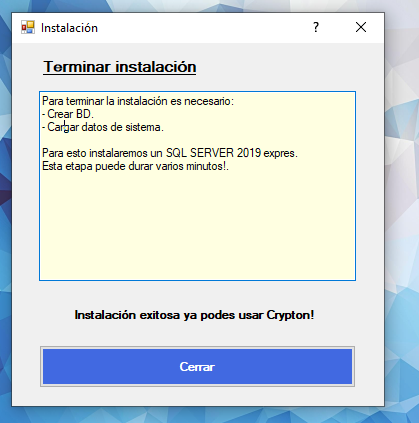 Instalación
?
Terminar instalación
Para terminar la instalación es necesario:
- Crear BD.
- Cargar datos de sistema.
Para esto instalaremos un SQL SERVER 2019 expres.
Esta etapa puede durar varios minutos!.
Instalación exitosa ya podes usar Crypton!
Cerrar